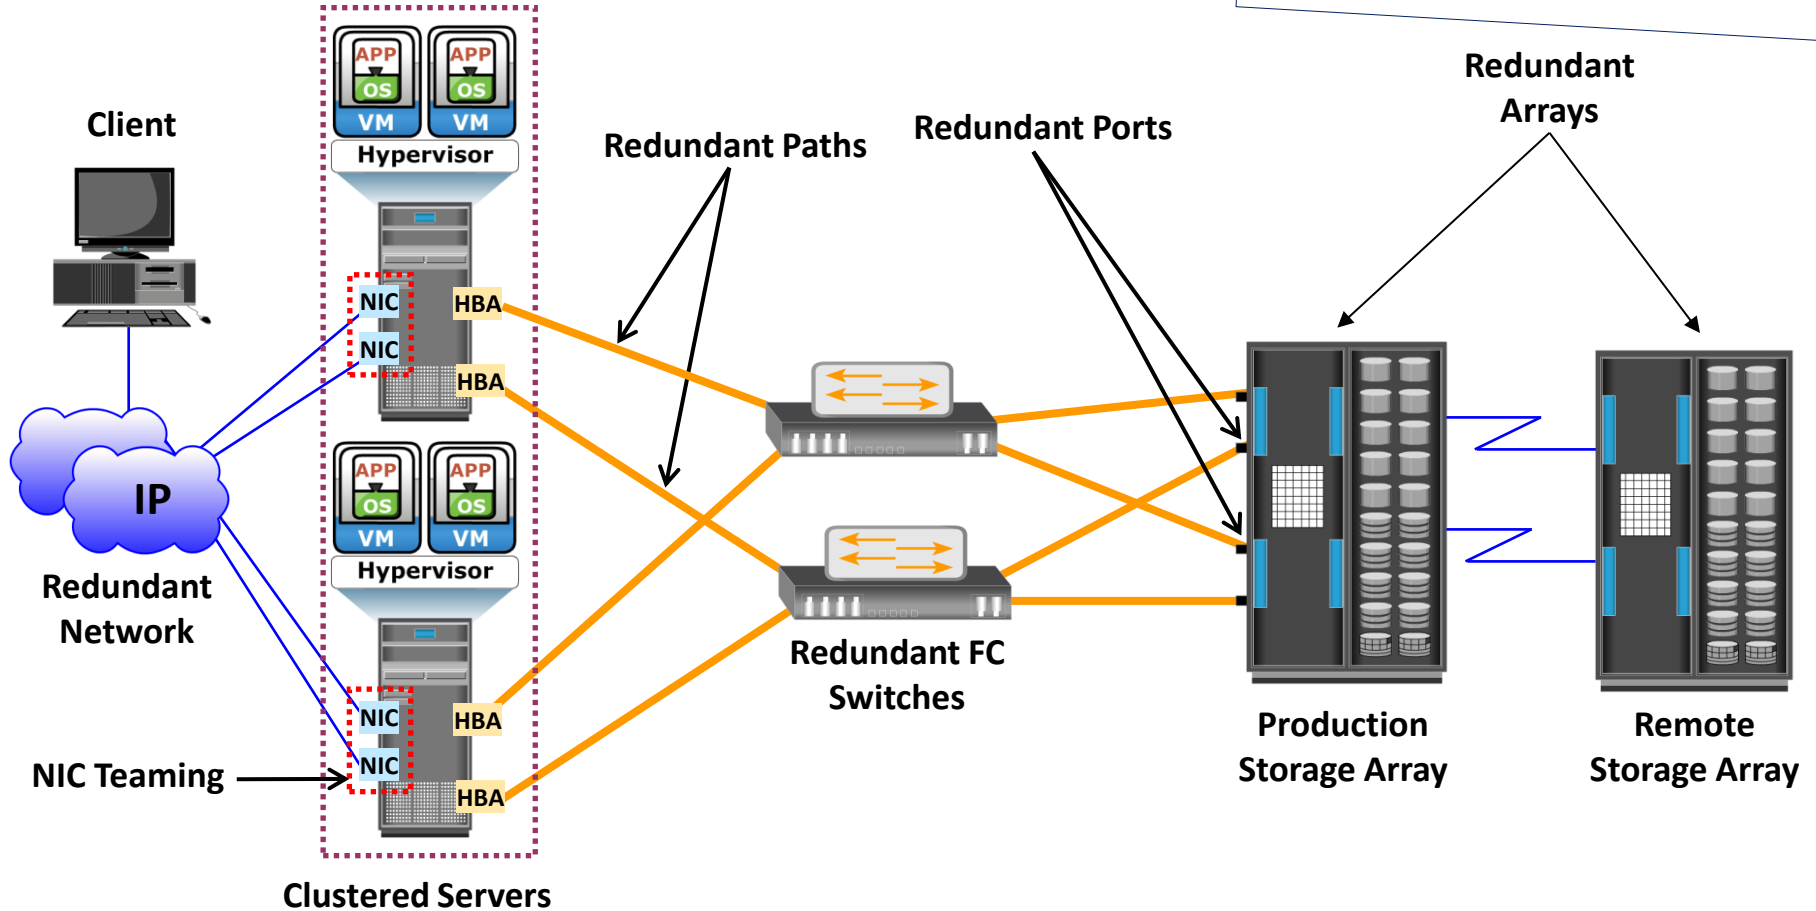 Redundant
Arrays
Client
Redundant Paths
Redundant Ports
APP
OS
VM
APP
OS
VM
Hypervisor
NIC
NIC
HBA
HBA
IP
Redundant
Network
APP
OS
VM
APP
OS
VM
Hypervisor
NIC
NIC
HBA
HBA
NIC Teaming
Clustered Servers
Redundant FC
Switches
Production
Storage Array
Remote
Storage Array